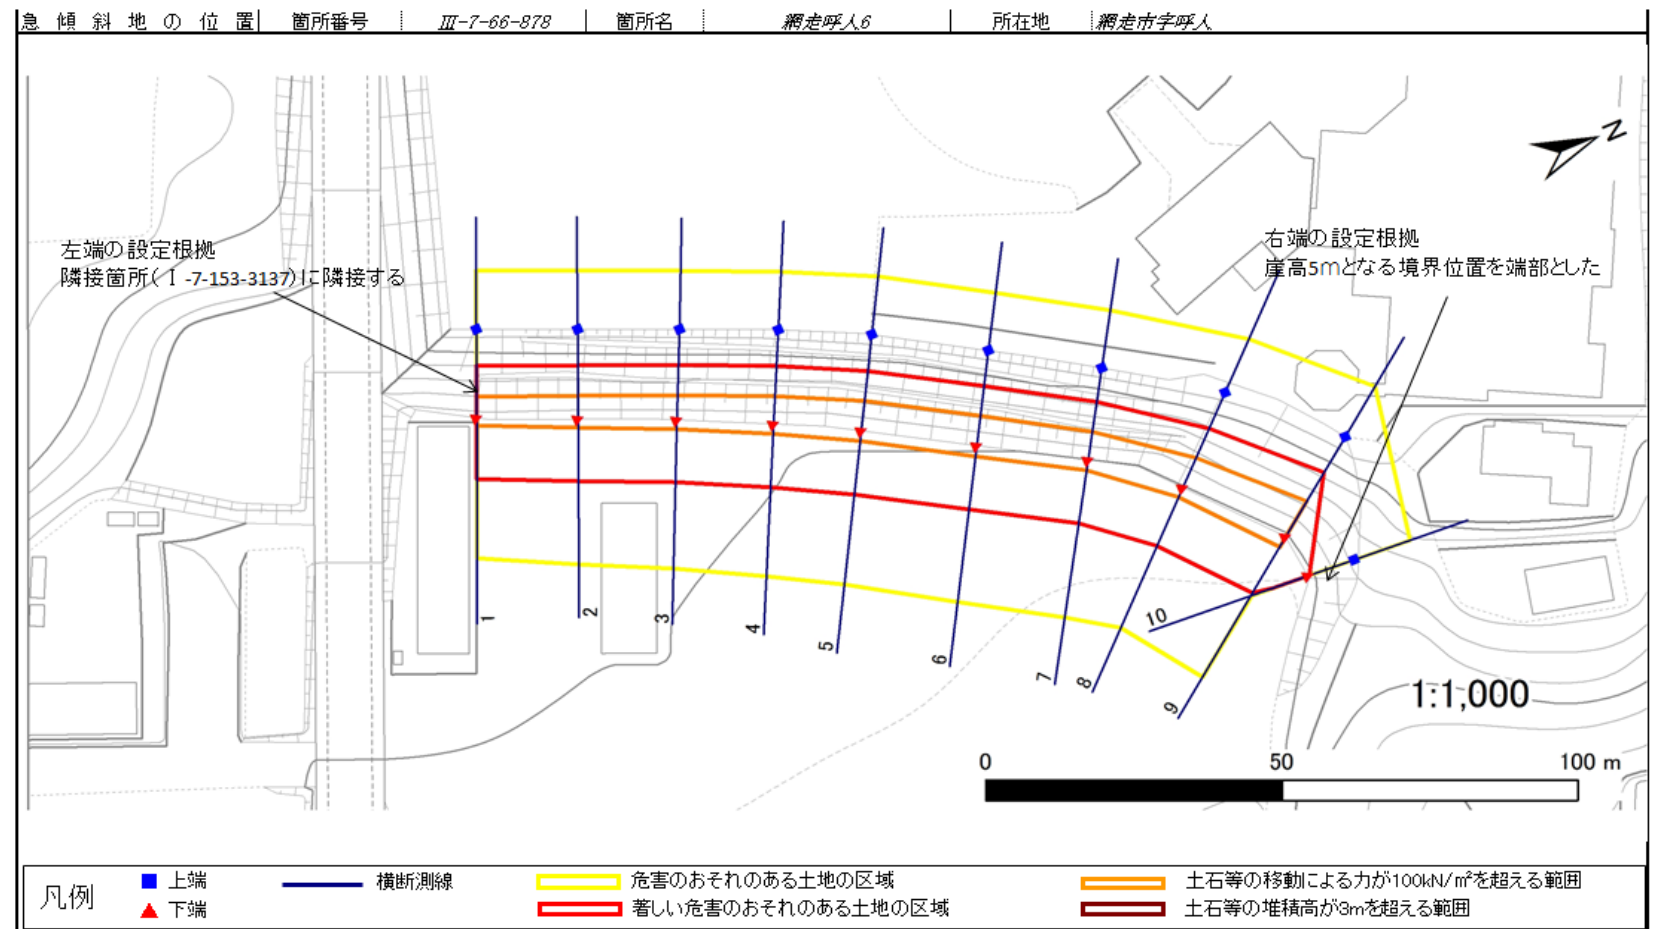 急傾斜地の位置 箇所番号 Ⅲ-7-66-878 箇所名 網走呼人6 所在地 網走市字呼人
N
左端の設定根拠
隣接箇所(Ⅰ-7-153-3137)に隣接する
右端の設定根拠
崖高5mとなる境界位置を端部とした
1
2
3
4
5
6
7
8
9
10
1:1,000
0 50 100 m
凡例
上端
下端
横断測線
危害のおそれのある土地の区域
著しい危害のおそれのある土地の区域
土石等の移動による力が100kN/㎡を超える範囲
土石等の堆積高が3mを超える範囲